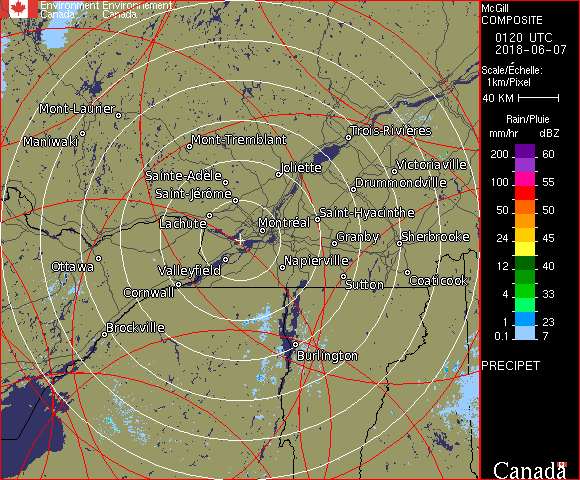 Environment Environnement
Canada Canada
McGill
COMPOSITE
0120 UTC
2018-06-07
Scale/Échelle:
1km/Pixel
40 KM
Rain/Pluie
mm/hr dBZ
200 60
100 55
50 50
24 45
12 40
4 33
1 23
0.1 7
PRECIPET
Canada
Mont-Laurier
Maniwaki
Mont-Tremblant
Trois-Rivières
Sainte-Adèle
Joliette
Victoriaville
Saint-Jérôme
Drummondville
Lachute
Montréal
Saint-Hyacinthe
Granby
Sherbrooke
Ottawa
Valleyfield
Napierville
Cornwall
Sutton
Coaticook
Brockville
Burlington